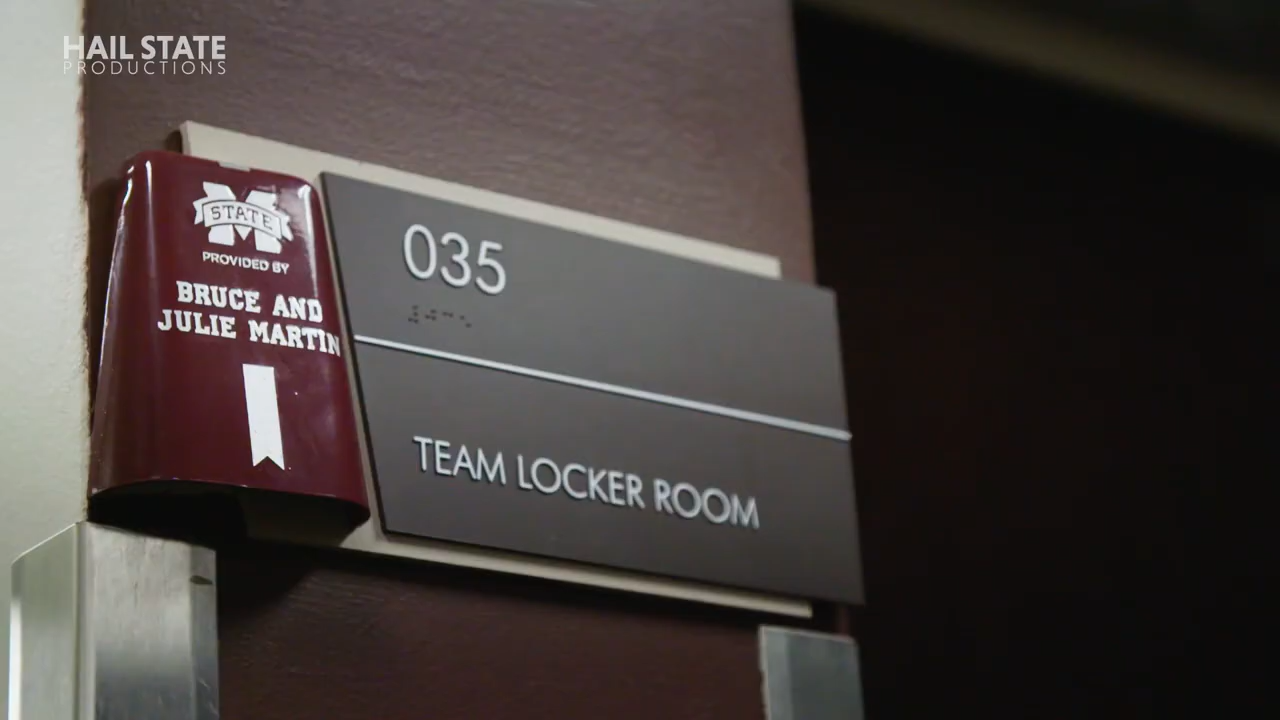 HAIL STATE
PRODUCTIONS
STATE
PROVIDED BY
BRUCE AND
JULIE MARTIN
035
TEAM LOCKER ROOM